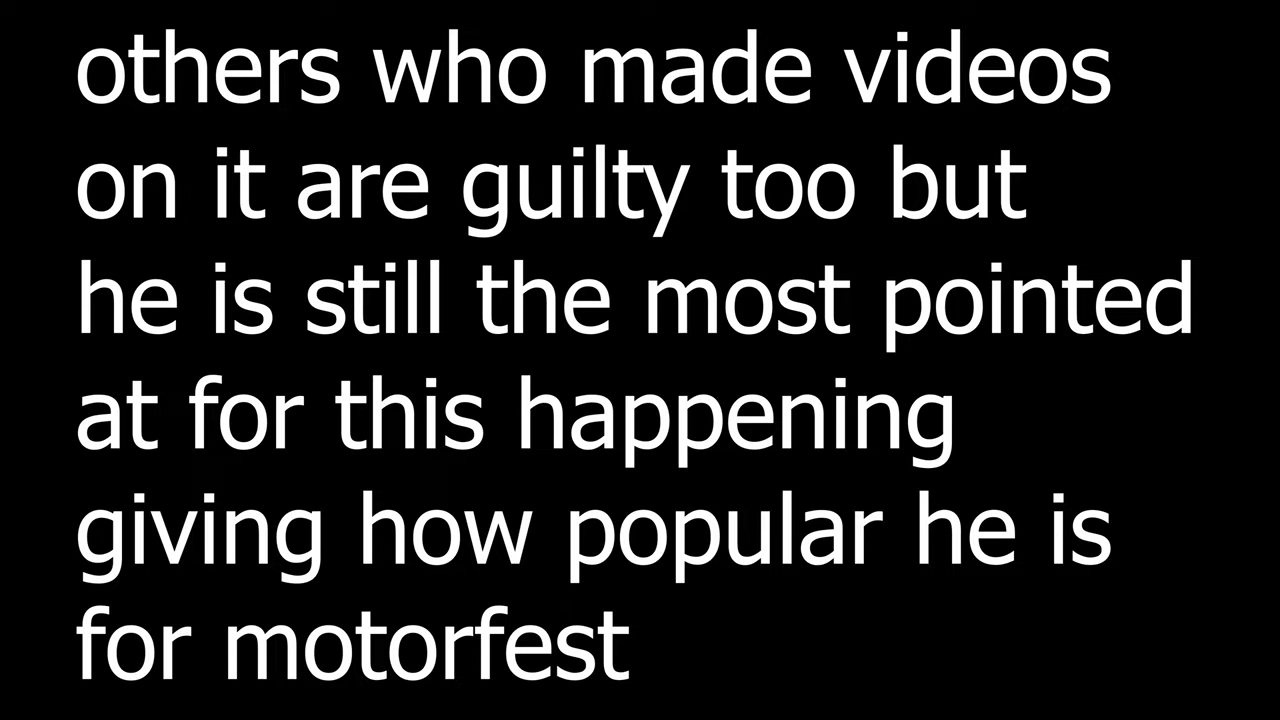 others who made videos
on it are guilty too but
he is still the most pointed
at for this happening
giving how popular he is
for motorfest